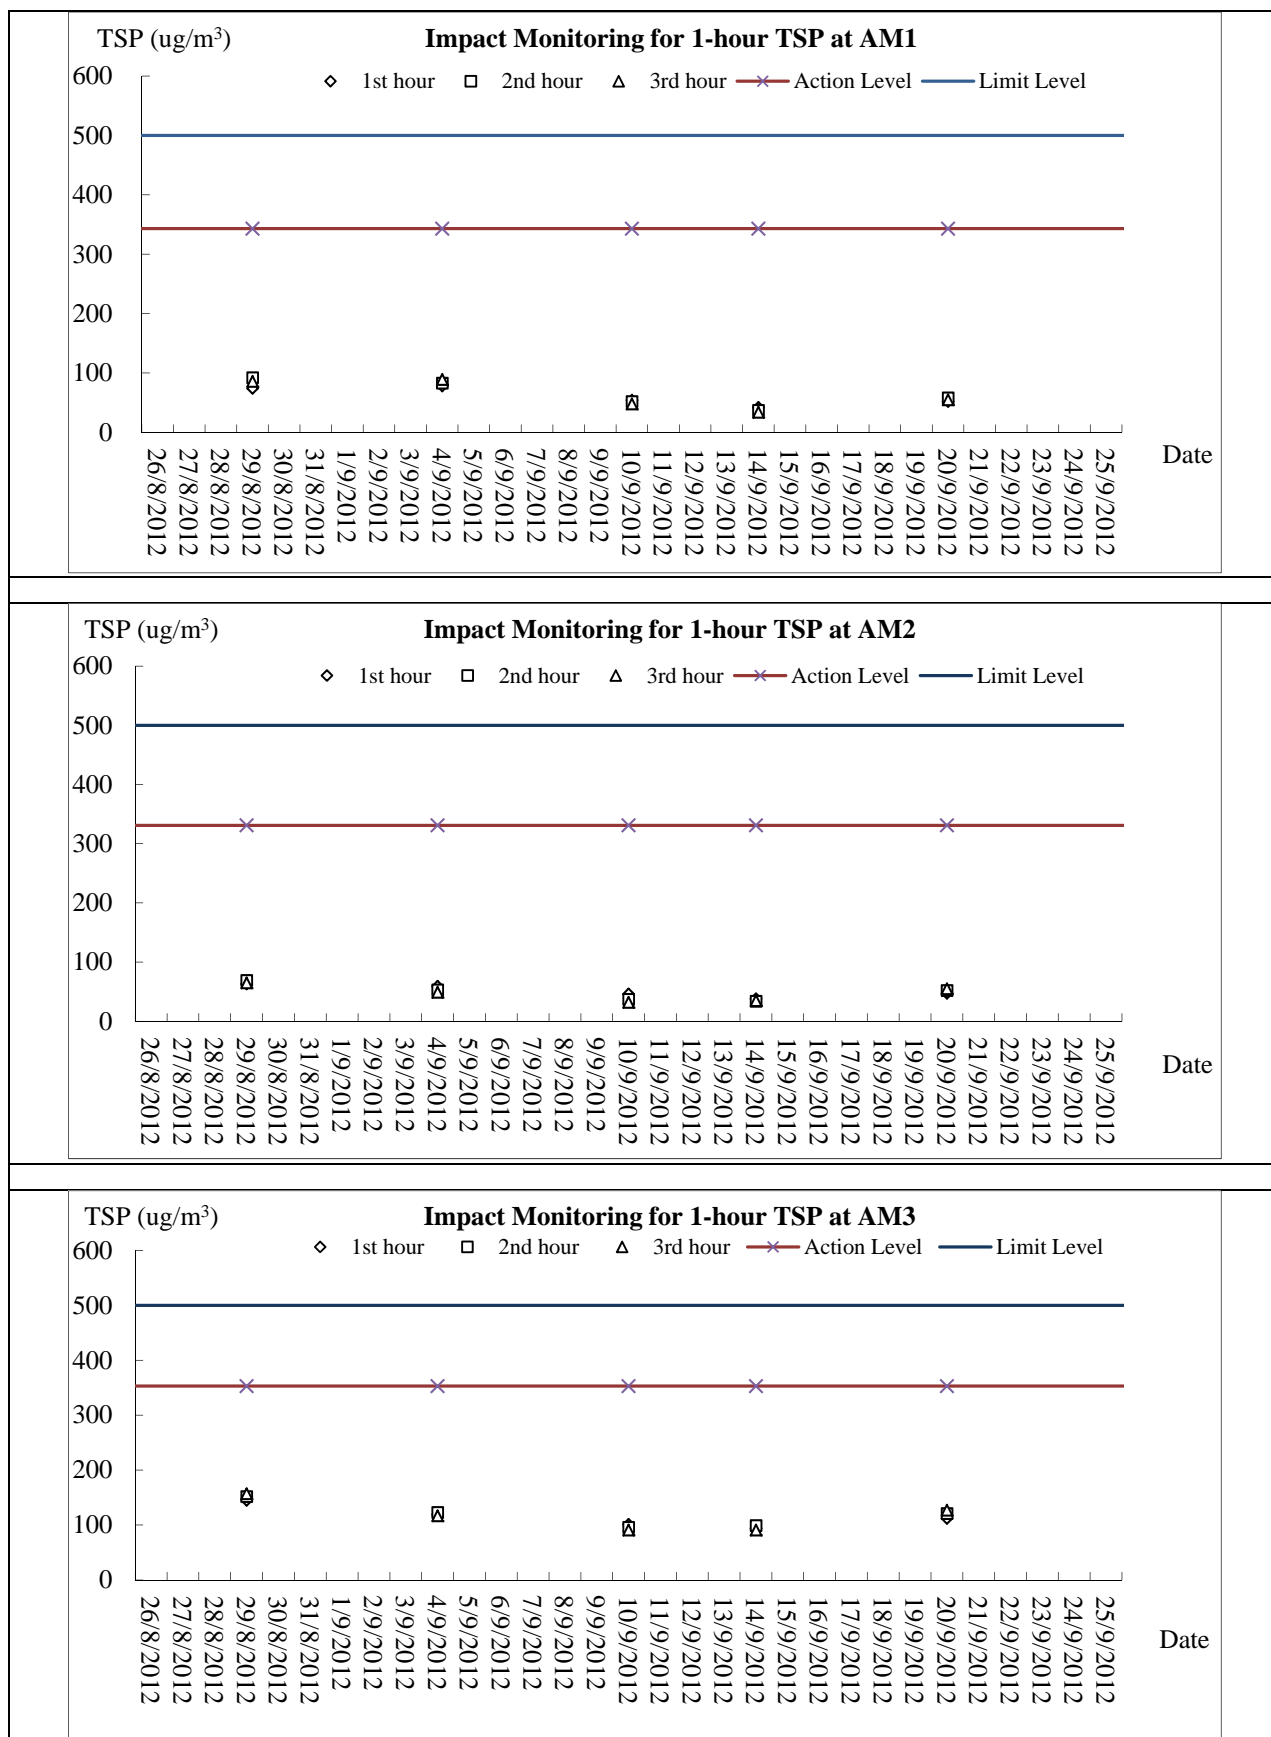 TSP (ug/m³) Impact Monitoring for 1-hour TSP at AM1
1st hour 2nd hour 3rd hour Action Level Limit Level
600
500
400
300
200
100
0
26/8/2012 27/8/2012 28/8/2012 29/8/2012 30/8/2012 31/8/2012 1/9/2012 2/9/2012 3/9/2012 4/9/2012 5/9/2012 6/9/2012 7/9/2012 8/9/2012 9/9/2012 10/9/2012 11/9/2012 12/9/2012 13/9/2012 14/9/2012 15/9/2012 16/9/2012 17/9/2012 18/9/2012 19/9/2012 20/9/2012 21/9/2012 22/9/2012 23/9/2012 24/9/2012 25/9/2012
Date
TSP (ug/m³) Impact Monitoring for 1-hour TSP at AM2
1st hour 2nd hour 3rd hour Action Level Limit Level
600
500
400
300
200
100
0
26/8/2012 27/8/2012 28/8/2012 29/8/2012 30/8/2012 31/8/2012 1/9/2012 2/9/2012 3/9/2012 4/9/2012 5/9/2012 6/9/2012 7/9/2012 8/9/2012 9/9/2012 10/9/2012 11/9/2012 12/9/2012 13/9/2012 14/9/2012 15/9/2012 16/9/2012 17/9/2012 18/9/2012 19/9/2012 20/9/2012 21/9/2012 22/9/2012 23/9/2012 24/9/2012 25/9/2012
Date
TSP (ug/m³) Impact Monitoring for 1-hour TSP at AM3
1st hour 2nd hour 3rd hour Action Level Limit Level
600
500
400
300
200
100
0
26/8/2012 27/8/2012 28/8/2012 29/8/2012 30/8/2012 31/8/2012 1/9/2012 2/9/2012 3/9/2012 4/9/2012 5/9/2012 6/9/2012 7/9/2012 8/9/2012 9/9/2012 10/9/2012 11/9/2012 12/9/2012 13/9/2012 14/9/2012 15/9/2012 16/9/2012 17/9/2012 18/9/2012 19/9/2012 20/9/2012 21/9/2012 22/9/2012 23/9/2012 24/9/2012 25/9/2012
Date